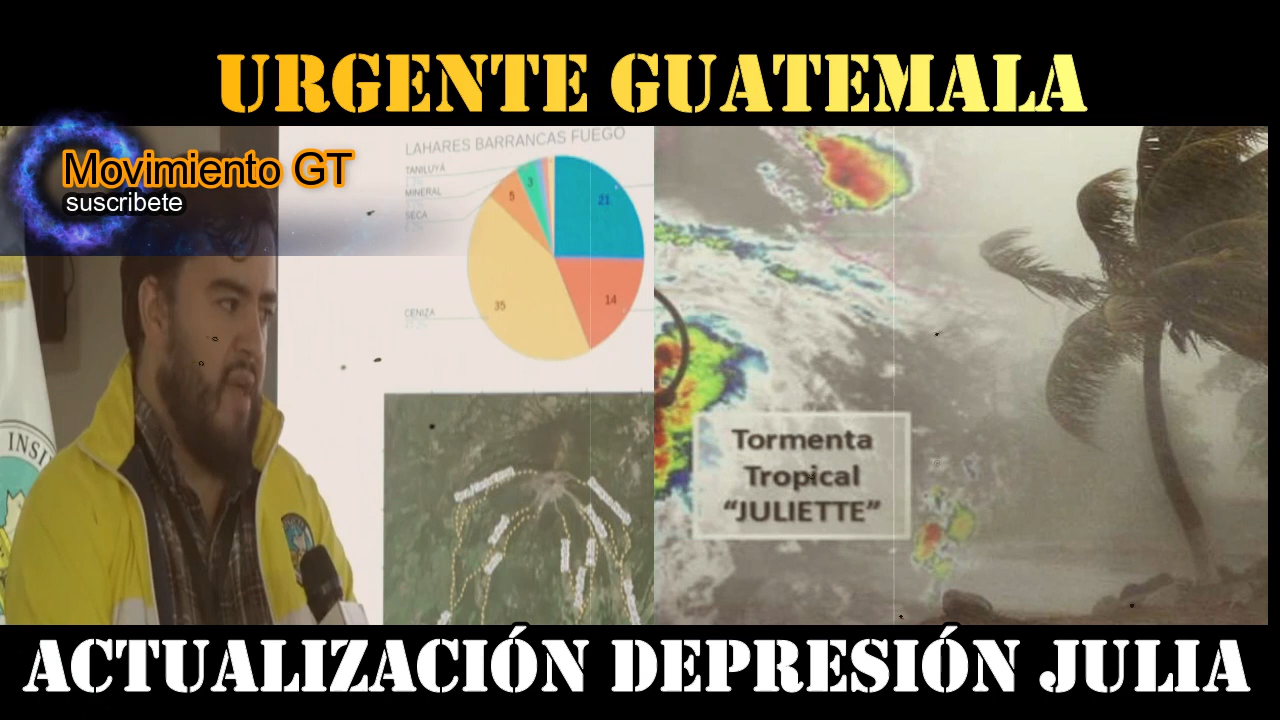 URGENTE GUATEMALA
Movimiento GT
suscribete
LAHARES BARRANCAS FUEGO
TANILUYÁ
MINERAL
SECA
CENIZA
3
5
21
35
14
INSI
Tormenta
Tropical
“JULIETTE”
ACTUALIZACIÓN DEPRESIÓN JULIA